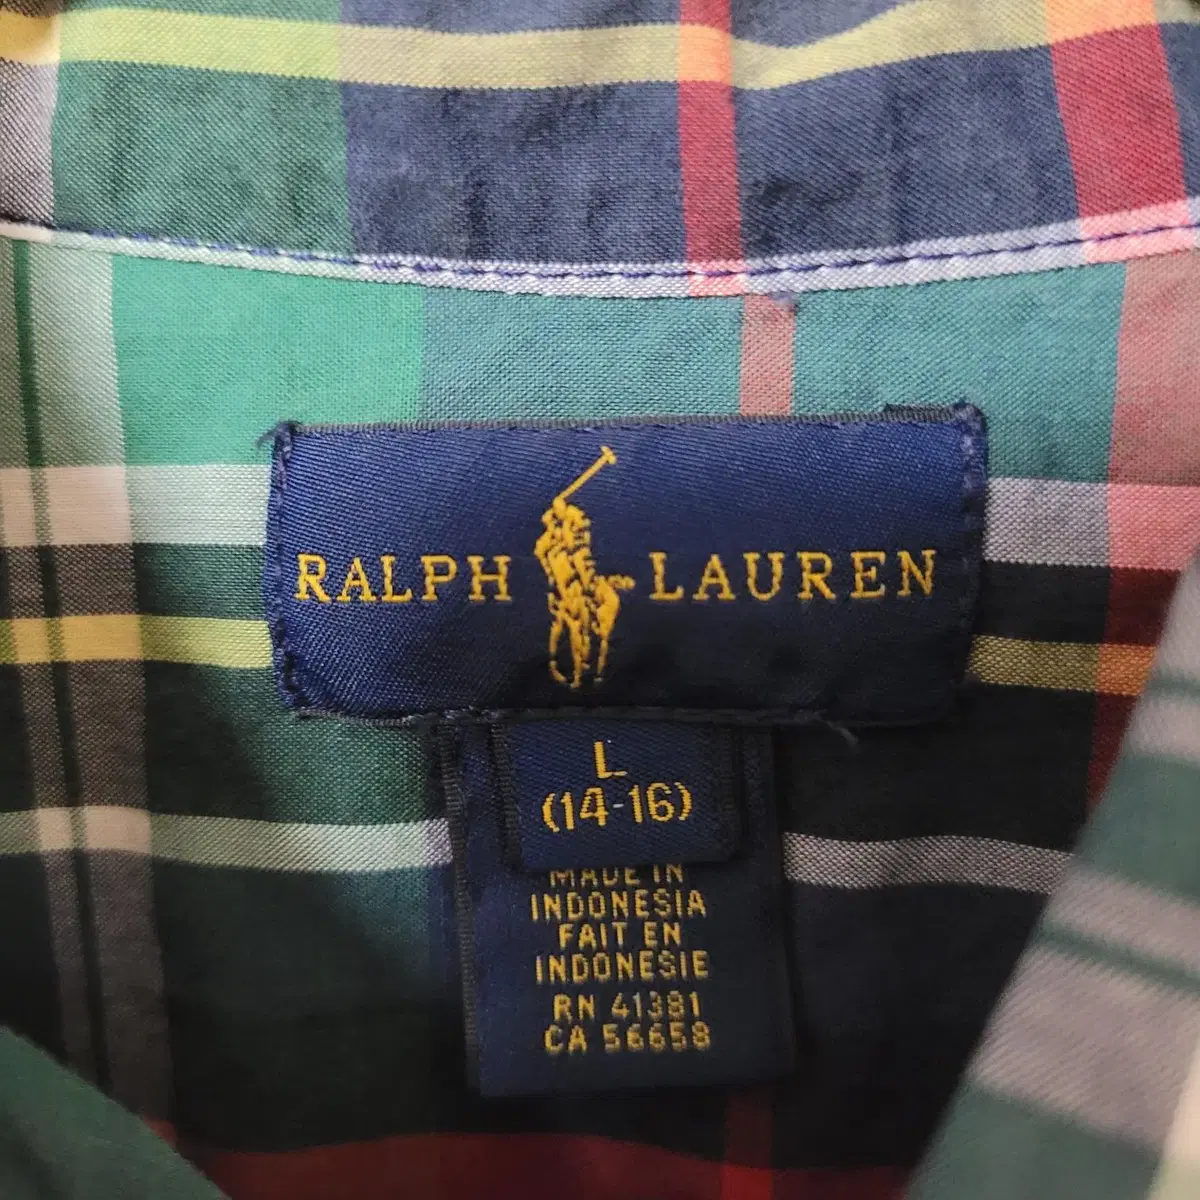 RALPH LAUREN
L
(14-16)
MADE IN
INDONESIA
FAIT EN
INDONESIE
RN 41381
CA 56658